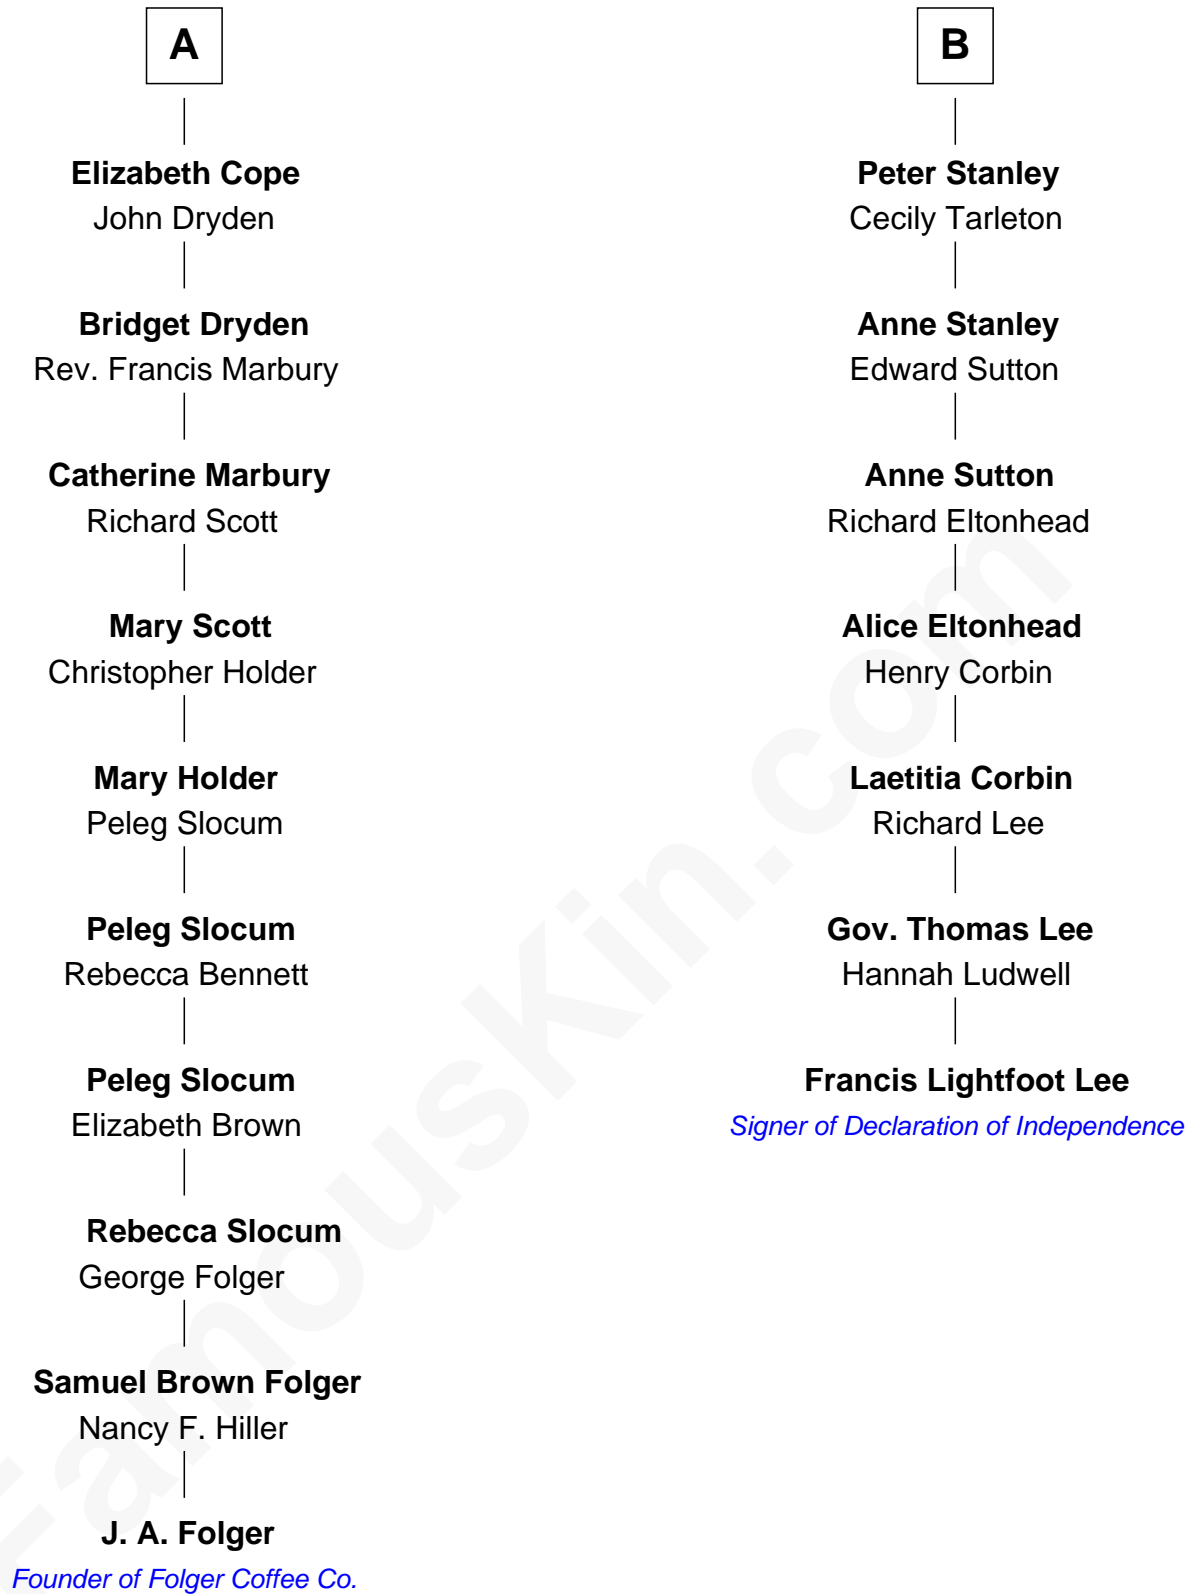 A
Elizabeth Cope
John Dryden
Bridget Dryden
Rev. Francis Marbury
Catherine Marbury
Richard Scott
Mary Scott
Christopher Holder
Mary Holder
Peleg Slocum
Peleg Slocum
Rebecca Bennett
Peleg Slocum
Elizabeth Brown
Rebecca Slocum
George Folger
Samuel Brown Folger
Nancy F. Hiller
J. A. Folger
Founder of Folger Coffee Co.
B
Peter Stanley
Cecily Tarleton
Anne Stanley
Edward Sutton
Anne Sutton
Richard Eltonhead
Alice Eltonhead
Henry Corbin
Laetitia Corbin
Richard Lee
Gov. Thomas Lee
Hannah Ludwell
Francis Lightfoot Lee
Signer of Declaration of Independence
FamousKin.com